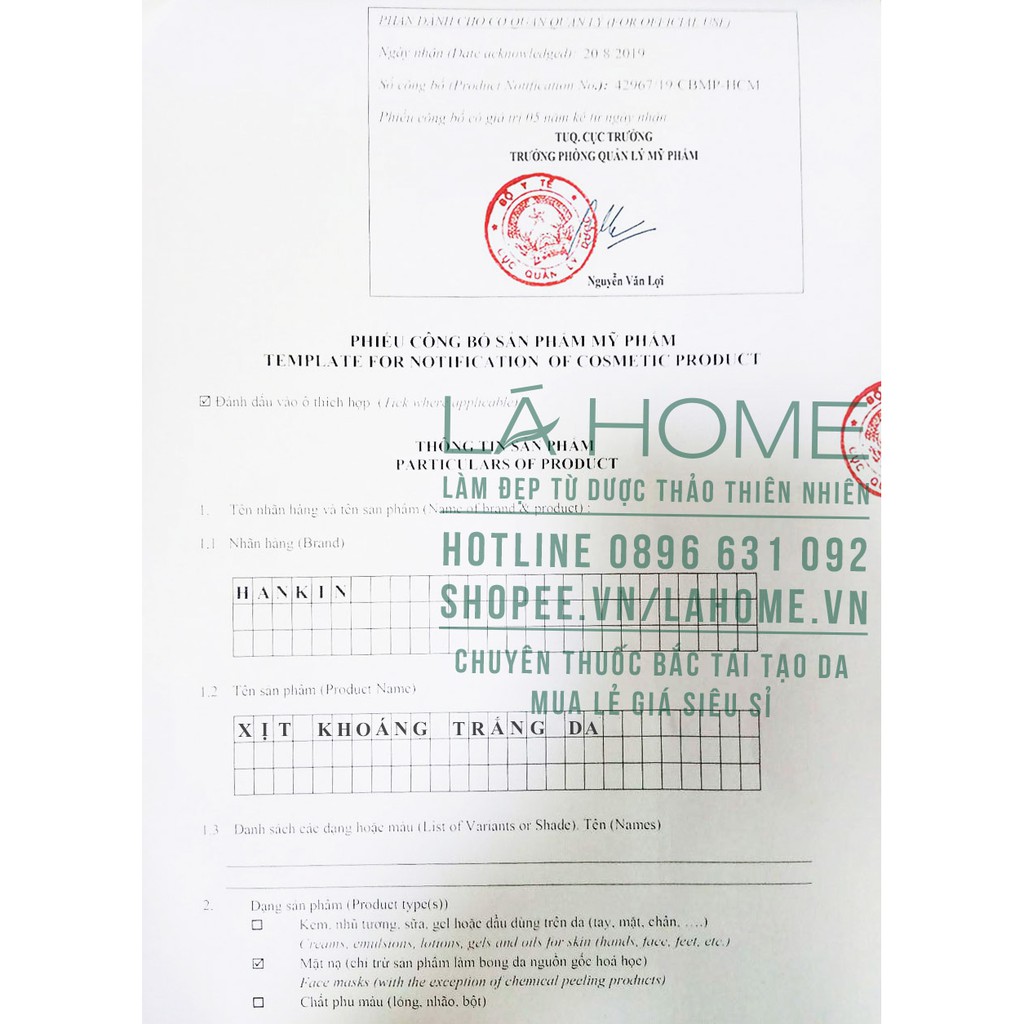 PHẦN DÀNH CHO CƠ QUAN QUẢN LÝ (FOR OFFICIAL USE)
Ngày nhận (Date acknowledged): 20-8-2019
Số công bố (Product Notification No.): 42967/19/CBMP-HCM
Phiếu công bố có giá trị 05 năm kể từ ngày nhận
TUQ. CỤC TRƯỞNG
TRƯỞNG PHÒNG QUẢN LÝ MỸ PHẨM
BỘ Y TẾ
CỤC QUẢN LÝ DƯỢC
Nguyễn Văn Lợi
PHIẾU CÔNG BỐ SẢN PHẨM MỸ PHẨM
TEMPLATE FOR NOTIFICATION OF COSMETIC PRODUCT
Đánh dấu vào ô thích hợp (Tick where applicable)
LÁ HOME
THÔNG TIN SẢN PHẨM
PARTICULARS OF PRODUCT
LÀM ĐẸP TỪ DƯỢC THẢO THIÊN NHIÊN
1. Tên nhãn hàng và tên sản phẩm (Name of brand & product) :
1.1 Nhãn hàng (Brand)
HOTLINE 0896 631 092
HANKIN
SHOPEE.VN/LAHOME.VN
CHUYÊN THUỐC BẮC TÁI TẠO DA
1.2 Tên sản phẩm (Product Name)
MUA LẺ GIÁ SIÊU SỈ
XỊT KHOÁNG TRẮNG DA
1.3 Danh sách các dạng hoặc màu (List of Variants or Shade). Tên (Names)
2. Dạng sản phẩm (Product type(s))
Kem, nhũ tương, sữa, gel hoặc dầu dùng trên da (tay, mặt, chân, ….)
Creams, emulsions, lotions, gels and oils for skin (hands, face, feet, etc.)
Mặt nạ (chỉ trừ sản phẩm làm bong da nguồn gốc hoá học)
Face masks (with the exception of chemical peeling products)
Chất phủ màu (lỏng, nhão, bột)